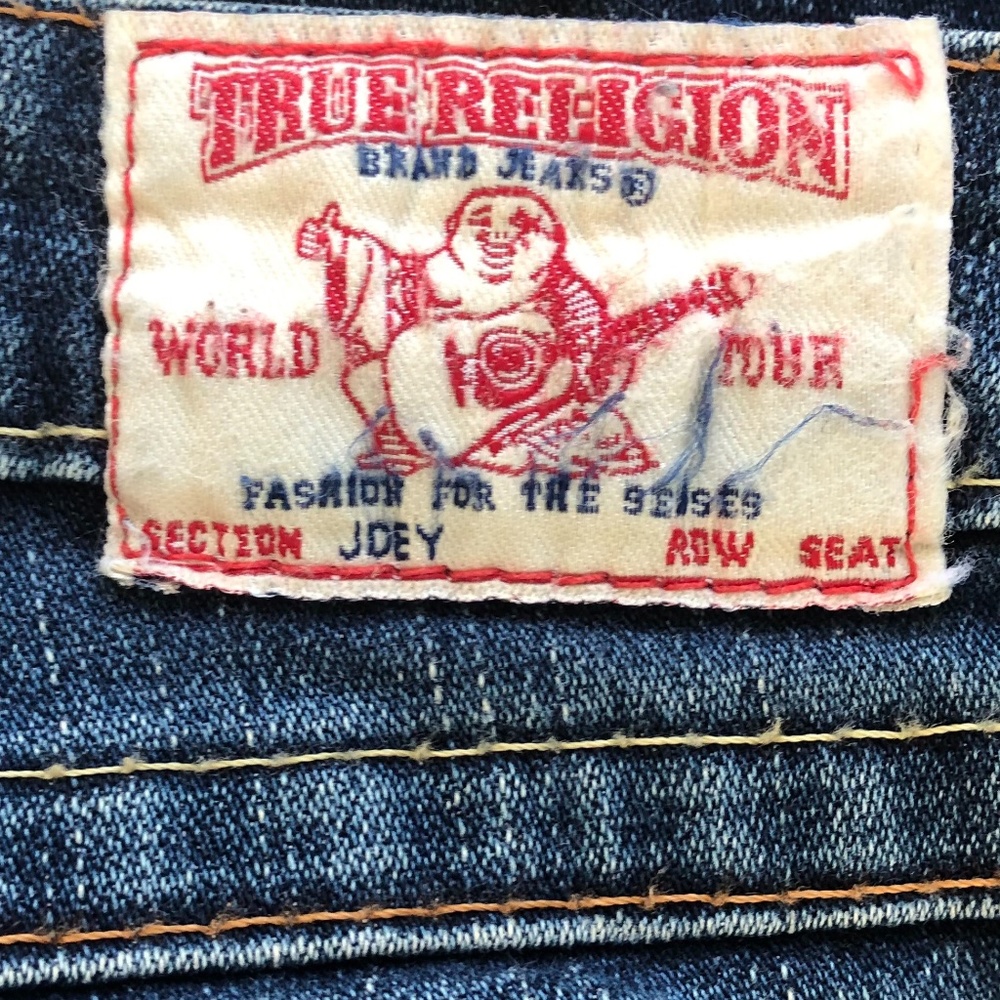 TRUE RELIGION
BRAND JEANS®
WORLD TOUR
FASHION FOR THE SENSES
SECTION JOEY ROW SEAT